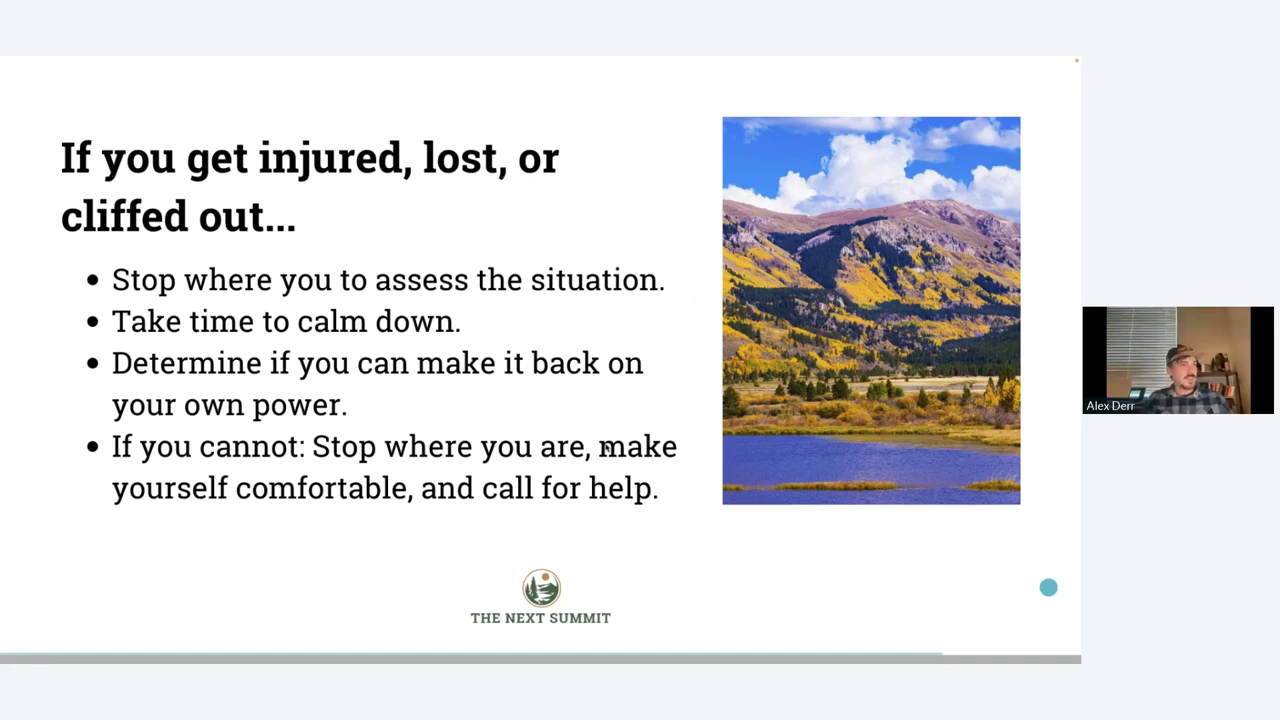 If you get injured, lost, or
cliffed out...
• Stop where you to assess the situation.
• Take time to calm down.
• Determine if you can make it back on
your own power.
• If you cannot: Stop where you are, make
yourself comfortable, and call for help.
THE NEXT SUMMIT
Alex Derr